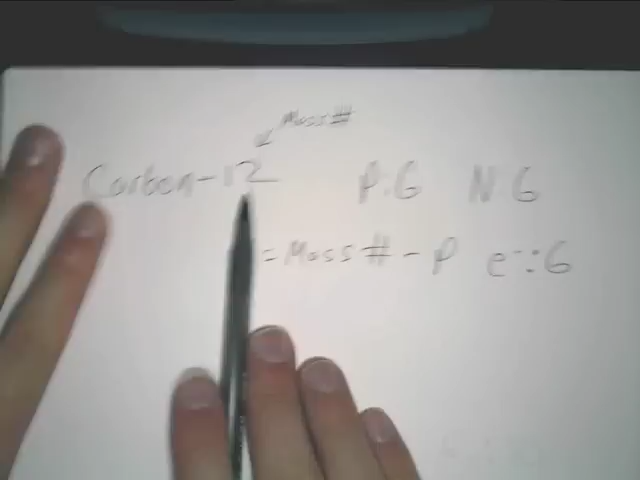 Mass #
Carbon-12 P:6 N 6
= Mass # - P e-:6